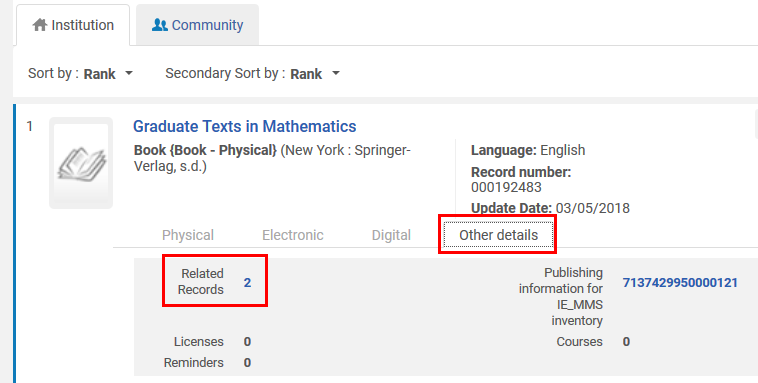 Institution Community
Sort by : Rank Secondary Sort by : Rank
1 Graduate Texts in Mathematics
Book {Book - Physical} (New York : Springer-
Verlag, s.d.)
Language: English
Record number:
000192483
Update Date: 03/05/2018
Physical Electronic Digital Other details
Related
Records 2
Publishing
information for
IE_MMS
inventory
7137429950000121
Licenses 0 Courses 0
Reminders 0